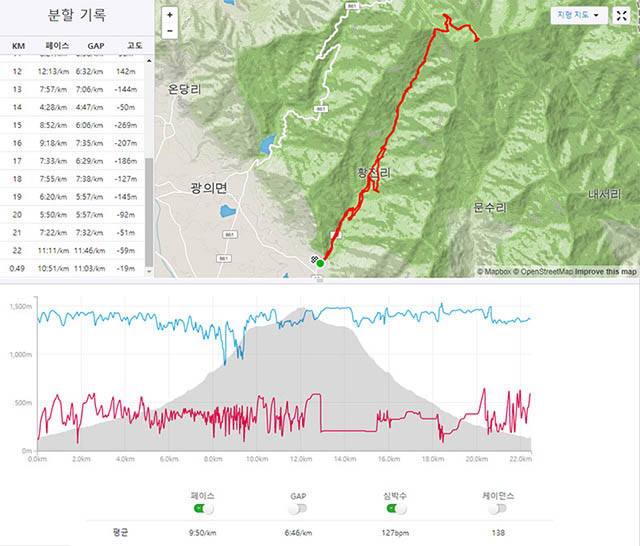 분할 기록
KM 페이스 GAP 고도
12 12:13/km 6:32/km 142m
13 7:57/km 7:06/km -144m
14 4:28/km 4:47/km -50m
15 8:52/km 6:06/km -269m
16 9:18/km 7:35/km -207m
17 7:33/km 6:29/km -186m
18 7:55/km 7:38/km -127m
19 6:20/km 5:57/km -145m
20 5:50/km 5:57/km -92m
21 7:22/km 7:32/km -51m
22 11:11/km 11:46/km -59m
0.49 10:51/km 11:03/km -19m
+
-
지형 지도
861
온당리
861
861
황전리
광의면
내서리
문수리
861
861
© Mapbox © OpenStreetMap Improve this map
1,500m
1,000m
500m
0m
0.0km 2.0km 4.0km 6.0km 8.0km 10.0km 12.0km 14.0km 16.0km 18.0km 20.0km 22.0km
페이스 GAP 심박수 케이던스
평균 9:50/km 6:46/km 127bpm 138